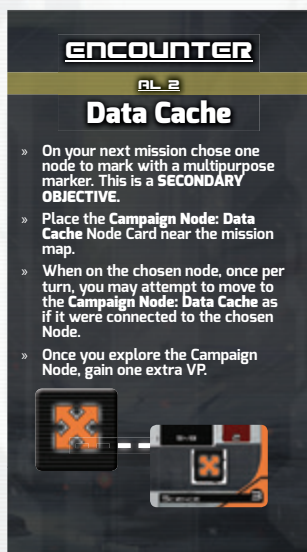 ENCOUNTER
AL 2
Data Cache
» On your next mission chose one
node to mark with a multipurpose
marker. This is a SECONDARY
OBJECTIVE.
» Place the Campaign Node: Data
Cache Node Card near the mission
map.
» When on the chosen node, once per
turn, you may attempt to move to
the Campaign Node: Data Cache as
if it were connected to the chosen
Node.
» Once you explore the Campaign
Node, gain one extra VP.
Science 3